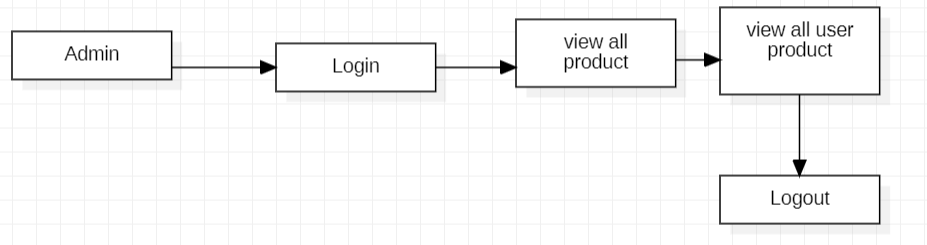 Admin
Login
view all
product
view all user
product
Logout